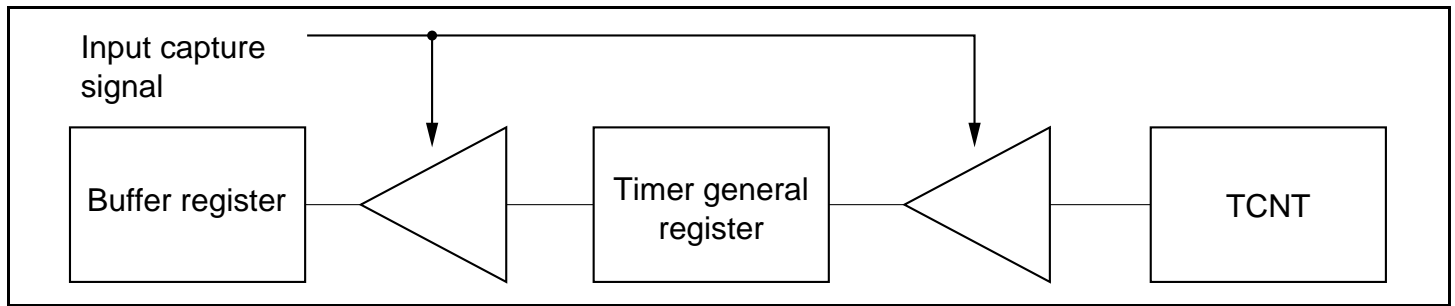 Input capture
signal
Buffer register
Timer general
register
TCNT